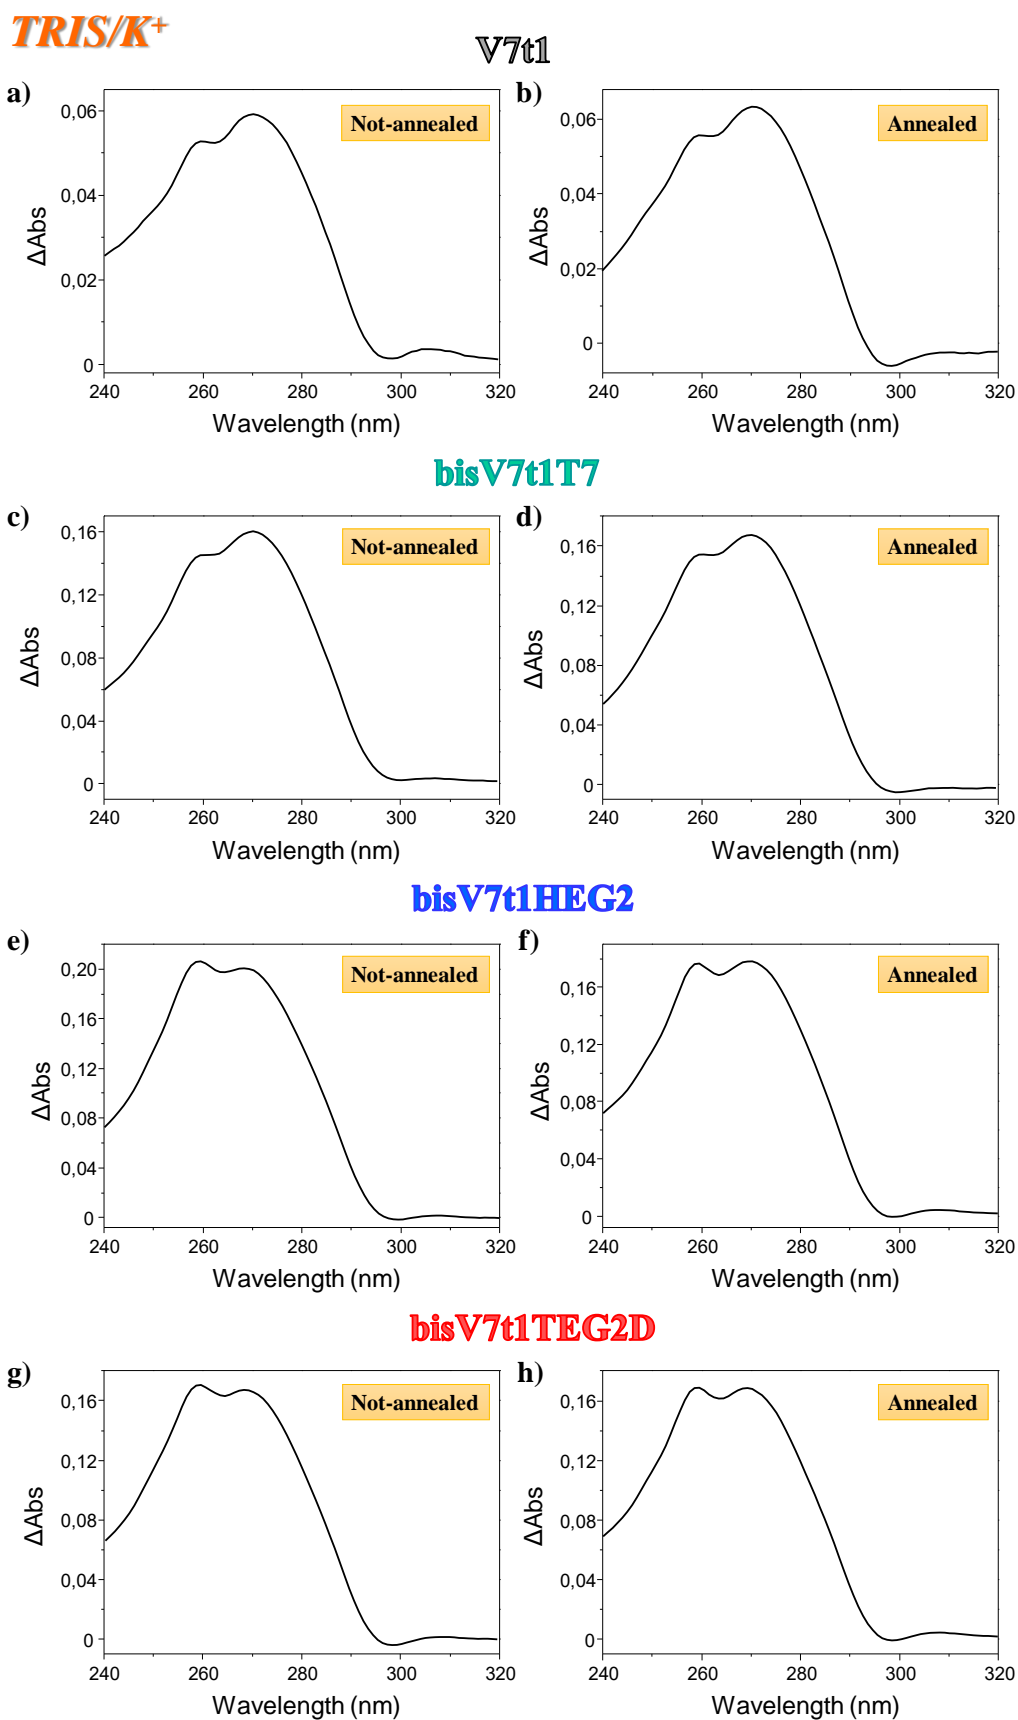 TRIS/K⁺
V7t1
a)
Not-annealed
0,06
0,04
0,02
0
ΔAbs
240 260 280 300 320
Wavelength (nm)
b)
Annealed
0,06
0,04
0,02
0
ΔAbs
240 260 280 300 320
Wavelength (nm)
bisV7t1T7
c)
Not-annealed
0,16
0,12
0,08
0,04
0
ΔAbs
240 260 280 300 320
Wavelength (nm)
d)
Annealed
0,16
0,12
0,08
0,04
0
ΔAbs
240 260 280 300 320
Wavelength (nm)
bisV7t1HEG2
e)
Not-annealed
0,20
0,16
0,12
0,08
0,04
0
ΔAbs
240 260 280 300 320
Wavelength (nm)
f)
Annealed
0,16
0,12
0,08
0,04
0
ΔAbs
240 260 280 300 320
Wavelength (nm)
bisV7t1TEG2D
g)
Not-annealed
0,16
0,12
0,08
0,04
0
ΔAbs
240 260 280 300 320
Wavelength (nm)
h)
Annealed
0,16
0,12
0,08
0,04
0
ΔAbs
240 260 280 300 320
Wavelength (nm)